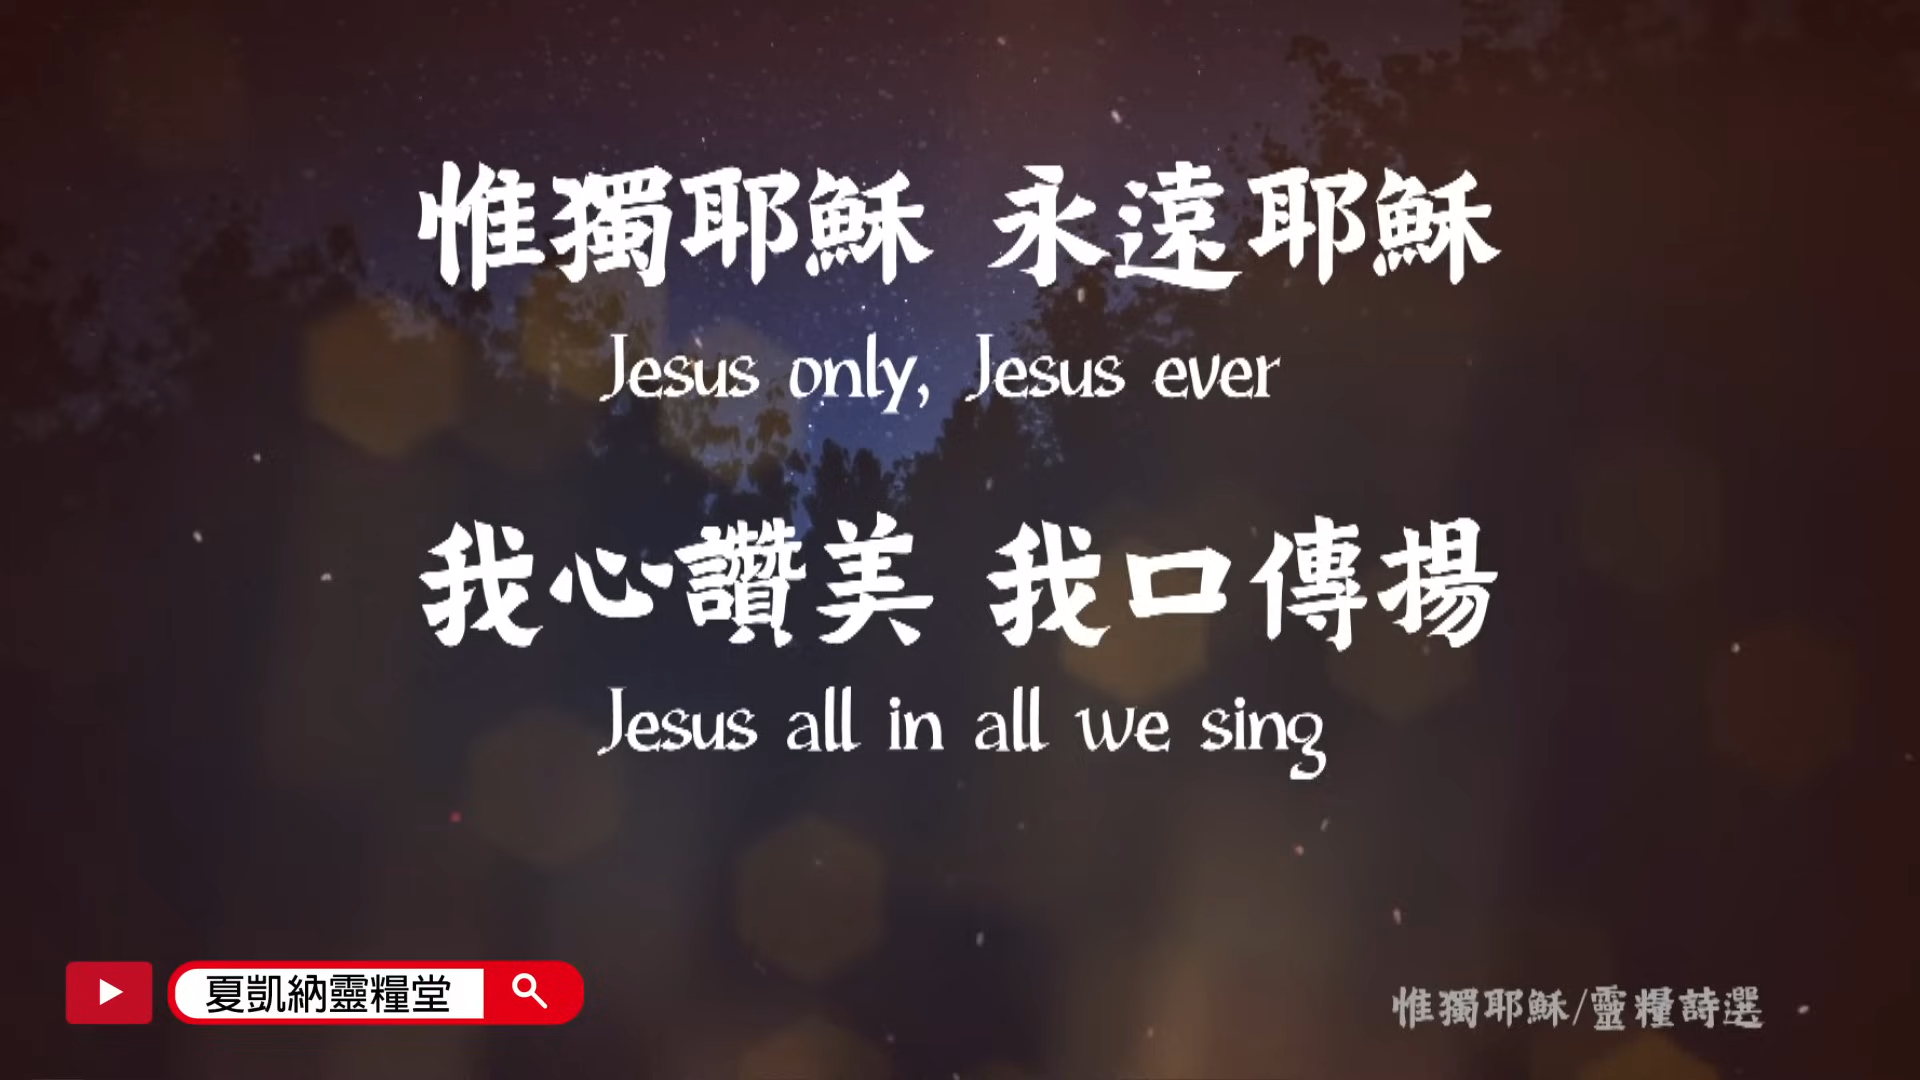 惟獨耶穌 永遠耶穌
Jesus only, Jesus ever
我心讚美 我口傳揚
Jesus all in all we sing
夏凱納靈糧堂
惟獨耶穌/靈糧詩選